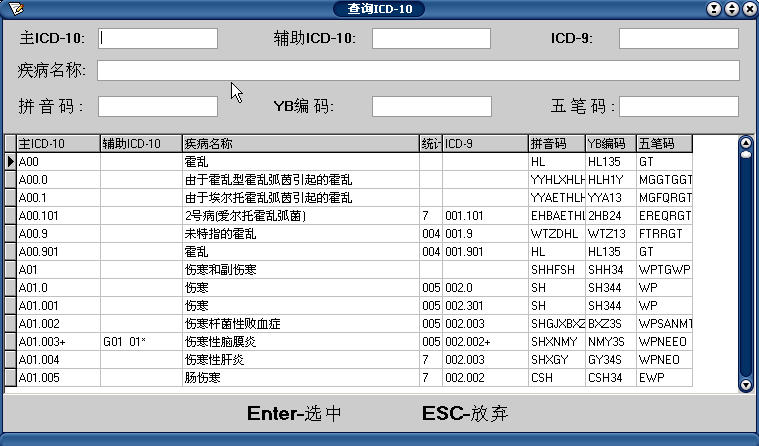 查询ICD-10
主ICD-10: 辅助ICD-10: ICD-9:
疾病名称:
拼音码: YB编码: 五笔码:
主ICD-10 辅助ICD-10 疾病名称 统计 ICD-9 拼音码 YB编码 五笔码
A00 霍乱 HL HL135 GT
A00.0 由于霍乱型霍乱弧菌引起的霍乱 YYHLXHLH HLH1Y MGGTGGT
A00.1 由于埃尔托霍乱弧菌引起的霍乱 YYAETHLH YYA13 MGFQRGT
A00.101 2号病(爱尔托霍乱弧菌) 7 001.101 EHBAETHL 2HB24 EREQRGT
A00.9 未特指的霍乱 004 001.9 WTZDHL WTZ13 FTRRGT
A00.901 霍乱 004 001.901 HL HL135 GT
A01 伤寒和副伤寒 SHHFSH SHH34 WPTGWP
A01.0 伤寒 005 002.0 SH SH344 WP
A01.001 伤寒 005 002.301 SH SH344 WP
A01.002 伤寒杆菌性败血症 005 002.003 SHGJXBXZ BXZ3S WPSANMT
A01.003+ G01 01* 伤寒性脑膜炎 005 002.002+ SHXNMY NMY3S WPNEEO
A01.004 伤寒性肝炎 7 002.003 SHXGY GY34S WPNEO
A01.005 肠伤寒 7 002.002 CSH CSH34 EWP
Enter-选中 ESC-放弃